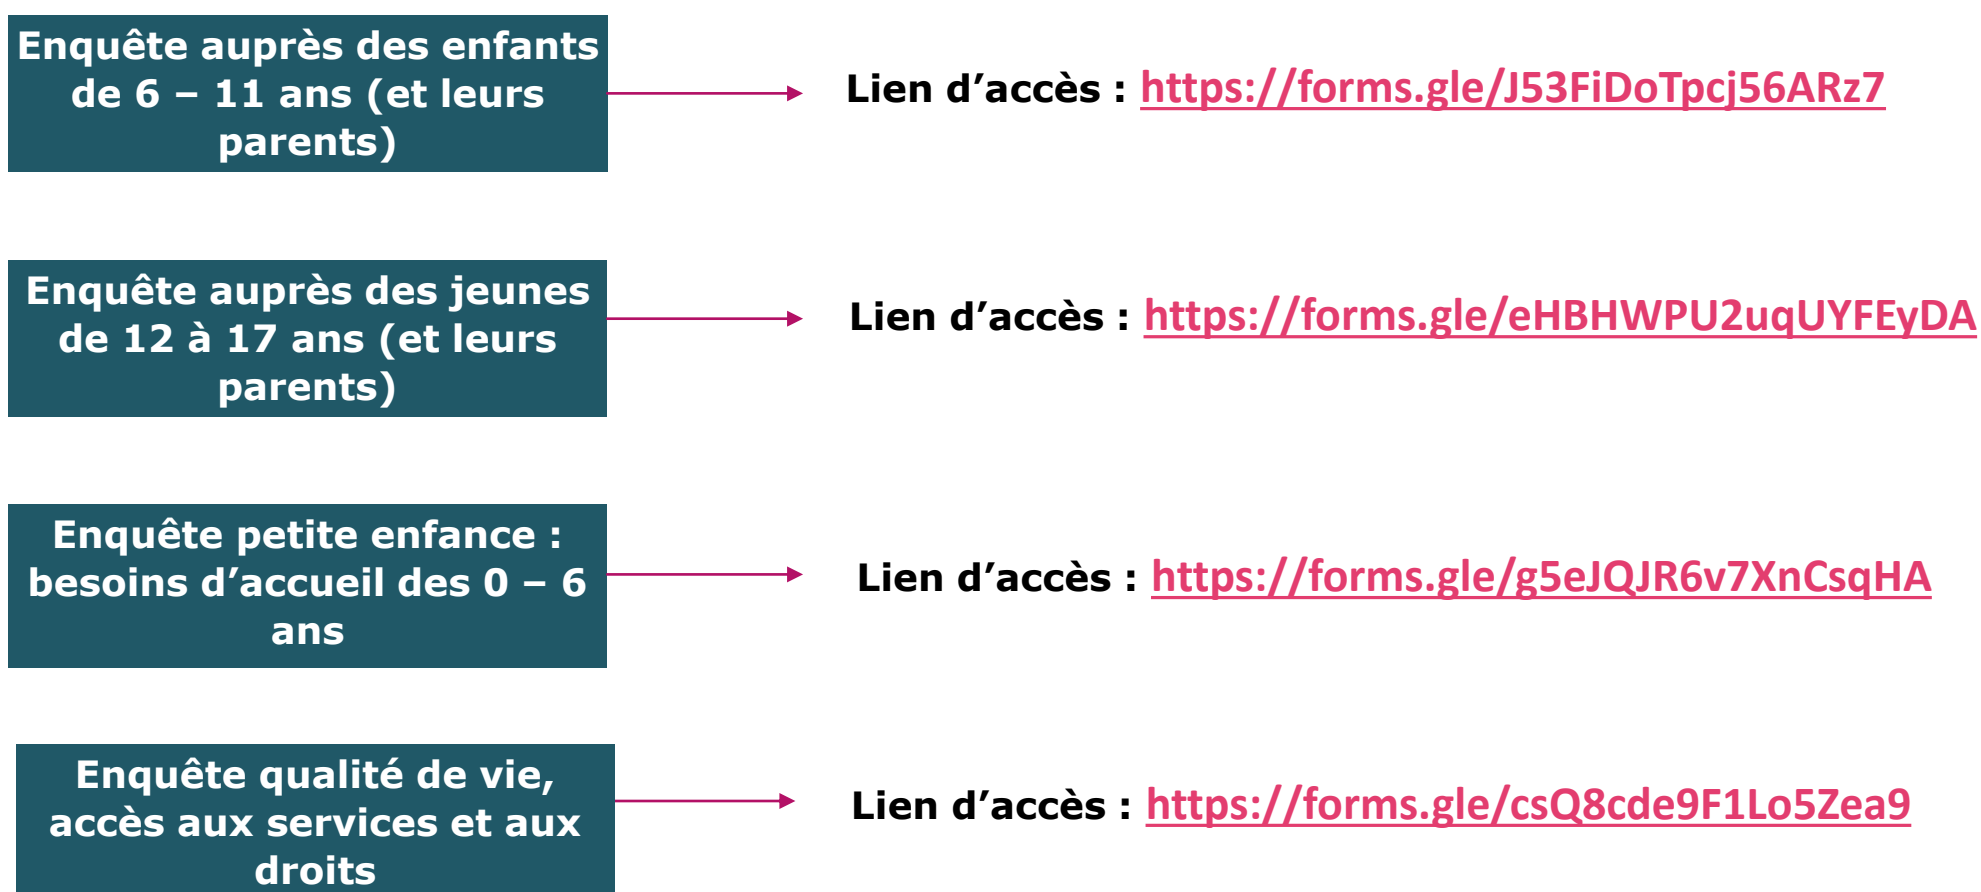 Enquête auprès des enfants
de 6 – 11 ans (et leurs
parents)
Lien d’accès : https://forms.gle/J53FiDoTpcj56ARz7
Enquête auprès des jeunes
de 12 à 17 ans (et leurs
parents)
Lien d’accès : https://forms.gle/eHBHWPU2uqUYFEyDA
Enquête petite enfance :
besoins d’accueil des 0 – 6
ans
Lien d’accès : https://forms.gle/g5eJQJR6v7XnCsqHA
Enquête qualité de vie,
accès aux services et aux
droits
Lien d’accès : https://forms.gle/csQ8cde9F1Lo5Zea9